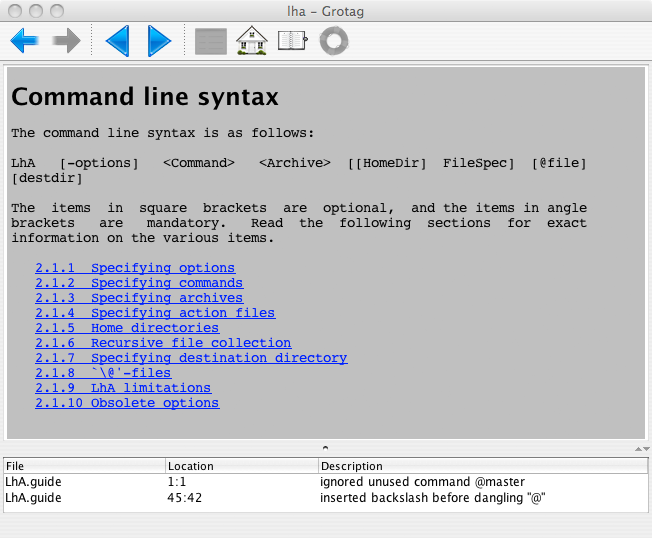 lha – Grotag
Command line syntax
The command line syntax is as follows:
LhA [-options] <Command> <Archive> [[HomeDir] FileSpec] [@file]
[destdir]
The items in square brackets are optional, and the items in angle
brackets are mandatory. Read the following sections for exact
information on the various items.
2.1.1 Specifying options
2.1.2 Specifying commands
2.1.3 Specifying archives
2.1.4 Specifying action files
2.1.5 Home directories
2.1.6 Recursive file collection
2.1.7 Specifying destination directory
2.1.8 `\@'-files
2.1.9 LhA limitations
2.1.10 Obsolete options
File Location Description
LhA.guide 1:1 ignored unused command @master
LhA.guide 45:42 inserted backslash before dangling "@"